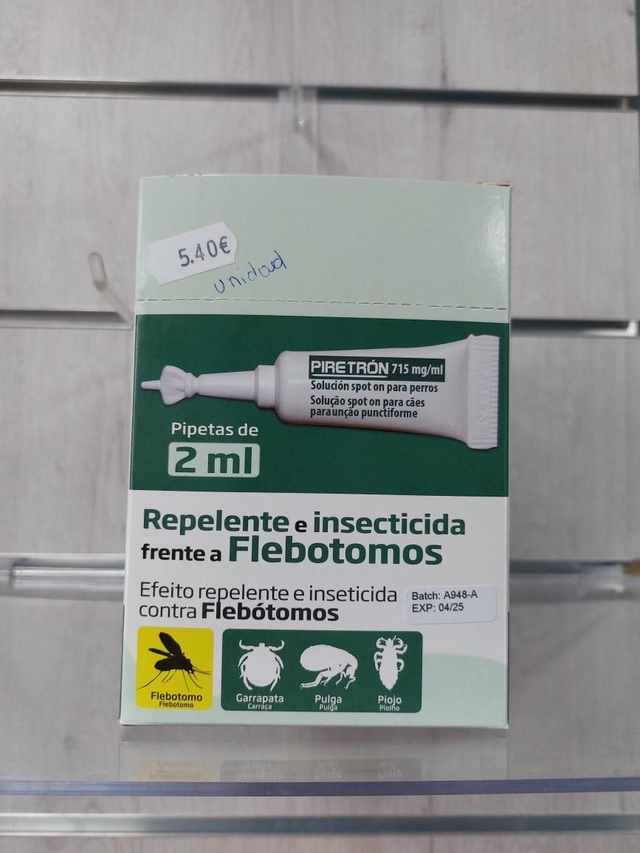 5.40€
unidad
PIRETRÓN 715 mg/ml
Solución spot on para perros
Solução spot on para cães
para unção punctiforme
Pipetas de
2 ml
Repelente e insecticida
frente a Flebotomos
Efeito repelente e inseticida
contra Flebótomos
Batch: A948-A
EXP: 04/25
Flebotomo
Flebotomo
Garrapata
Carraça
Pulga
Pulga
Piojo
Piolho